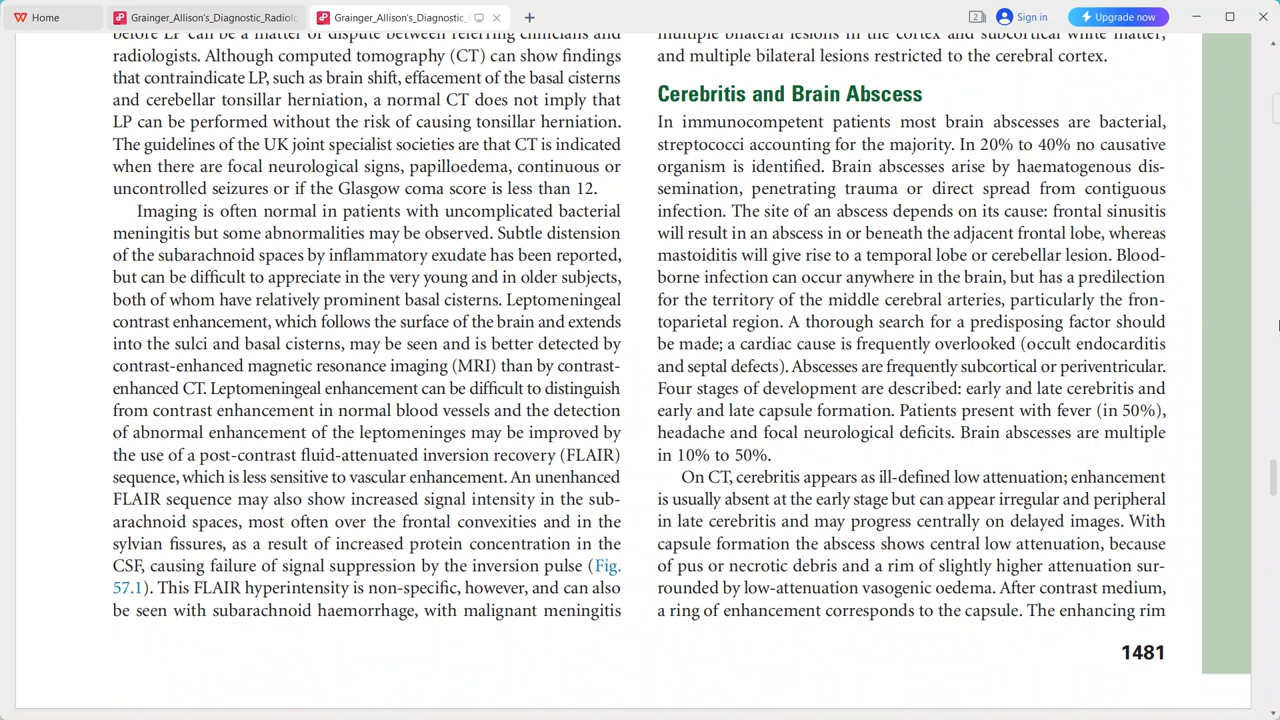 Home
Grainger_Allison's_Diagnostic_Radiolo
Grainger_Allison's_Diagnostic_
2
Sign in
Upgrade now
before LP can be a matter of dispute between referring clinicians and
radiologists. Although computed tomography (CT) can show findings
that contraindicate LP, such as brain shift, effacement of the basal cisterns
and cerebellar tonsillar herniation, a normal CT does not imply that
LP can be performed without the risk of causing tonsillar herniation.
The guidelines of the UK joint specialist societies are that CT is indicated
when there are focal neurological signs, papilloedema, continuous or
uncontrolled seizures or if the Glasgow coma score is less than 12.
Imaging is often normal in patients with uncomplicated bacterial
meningitis but some abnormalities may be observed. Subtle distension
of the subarachnoid spaces by inflammatory exudate has been reported,
but can be difficult to appreciate in the very young and in older subjects,
both of whom have relatively prominent basal cisterns. Leptomeningeal
contrast enhancement, which follows the surface of the brain and extends
into the sulci and basal cisterns, may be seen and is better detected by
contrast-enhanced magnetic resonance imaging (MRI) than by contrast-
enhanced CT. Leptomeningeal enhancement can be difficult to distinguish
from contrast enhancement in normal blood vessels and the detection
of abnormal enhancement of the leptomeninges may be improved by
the use of a post-contrast fluid-attenuated inversion recovery (FLAIR)
sequence, which is less sensitive to vascular enhancement. An unenhanced
FLAIR sequence may also show increased signal intensity in the sub-
arachnoid spaces, most often over the frontal convexities and in the
sylvian fissures, as a result of increased protein concentration in the
CSF, causing failure of signal suppression by the inversion pulse (Fig.
57.1). This FLAIR hyperintensity is non-specific, however, and can also
be seen with subarachnoid haemorrhage, with malignant meningitis
multiple bilateral lesions in the cortex and subcortical white matter,
and multiple bilateral lesions restricted to the cerebral cortex.
Cerebritis and Brain Abscess
In immunocompetent patients most brain abscesses are bacterial,
streptococci accounting for the majority. In 20% to 40% no causative
organism is identified. Brain abscesses arise by haematogenous dis-
semination, penetrating trauma or direct spread from contiguous
infection. The site of an abscess depends on its cause: frontal sinusitis
will result in an abscess in or beneath the adjacent frontal lobe, whereas
mastoiditis will give rise to a temporal lobe or cerebellar lesion. Blood-
borne infection can occur anywhere in the brain, but has a predilection
for the territory of the middle cerebral arteries, particularly the fron-
toparietal region. A thorough search for a predisposing factor should
be made; a cardiac cause is frequently overlooked (occult endocarditis
and septal defects). Abscesses are frequently subcortical or periventricular.
Four stages of development are described: early and late cerebritis and
early and late capsule formation. Patients present with fever (in 50%),
headache and focal neurological deficits. Brain abscesses are multiple
in 10% to 50%.
On CT, cerebritis appears as ill-defined low attenuation; enhancement
is usually absent at the early stage but can appear irregular and peripheral
in late cerebritis and may progress centrally on delayed images. With
capsule formation the abscess shows central low attenuation, because
of pus or necrotic debris and a rim of slightly higher attenuation sur-
rounded by low-attenuation vasogenic oedema. After contrast medium,
a ring of enhancement corresponds to the capsule. The enhancing rim
1481